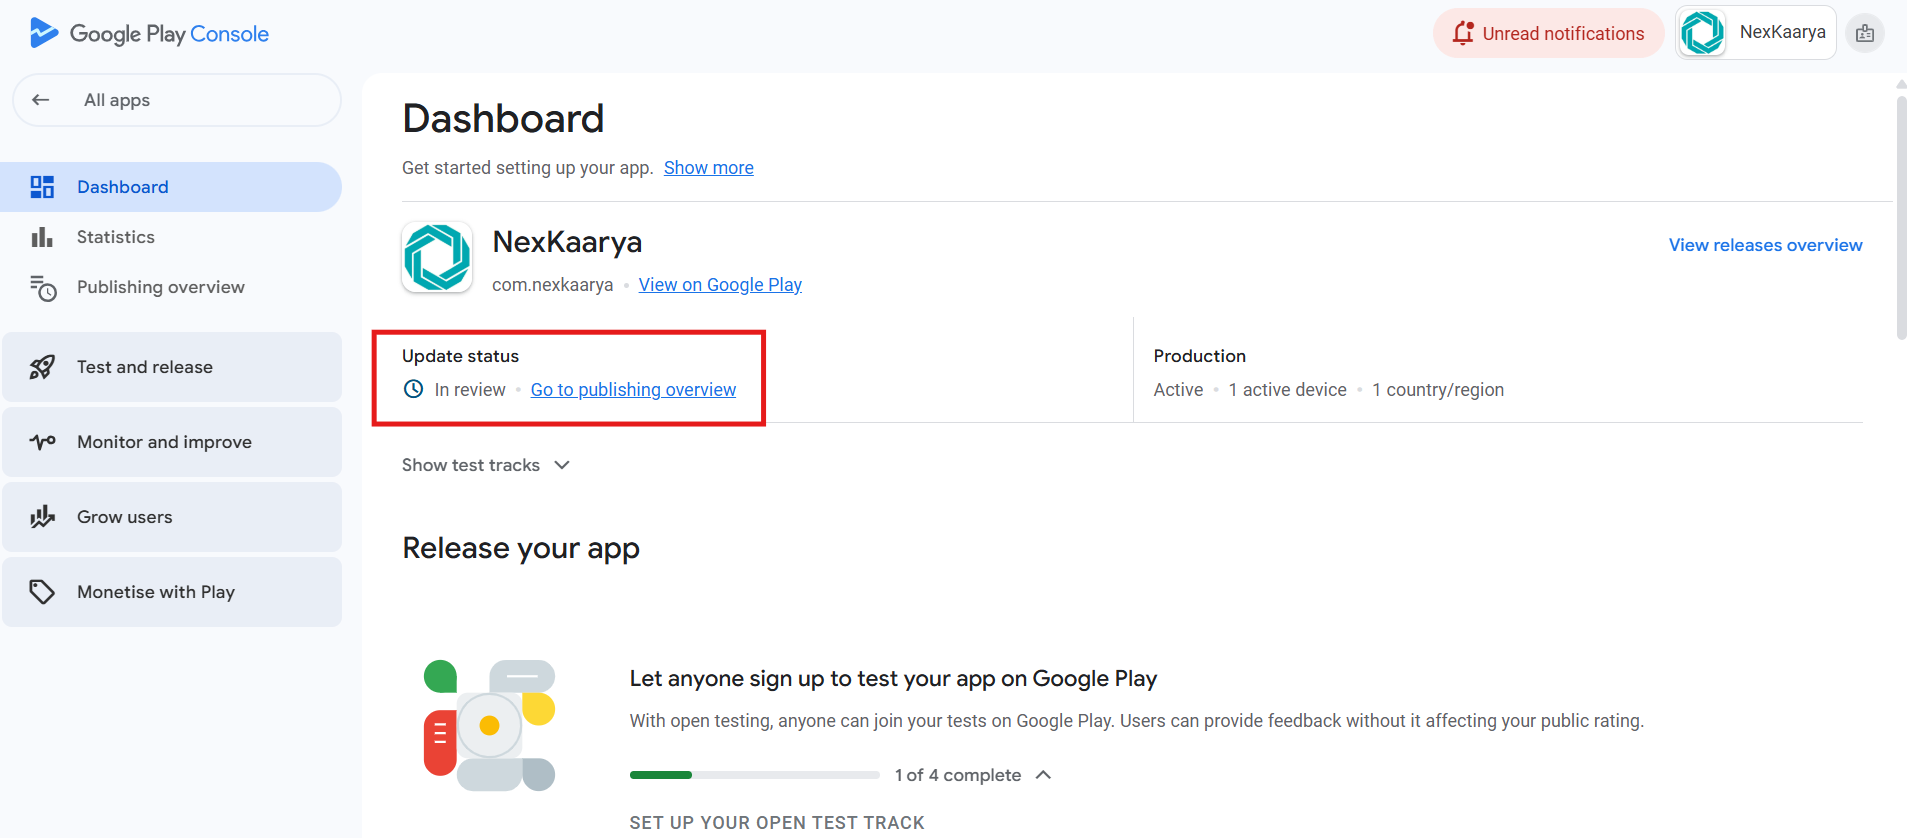 Google Play Console
Unread notifications
NexKaarya
All apps
Dashboard
Statistics
Publishing overview
Test and release
Monitor and improve
Grow users
Monetise with Play
Dashboard
Get started setting up your app. Show more
NexKaarya
View releases overview
com.nexkaarya • View on Google Play
Update status
In review • Go to publishing overview
Production
Active • 1 active device • 1 country/region
Show test tracks
Release your app
Let anyone sign up to test your app on Google Play
With open testing, anyone can join your tests on Google Play. Users can provide feedback without it affecting your public rating.
1 of 4 complete
SET UP YOUR OPEN TEST TRACK